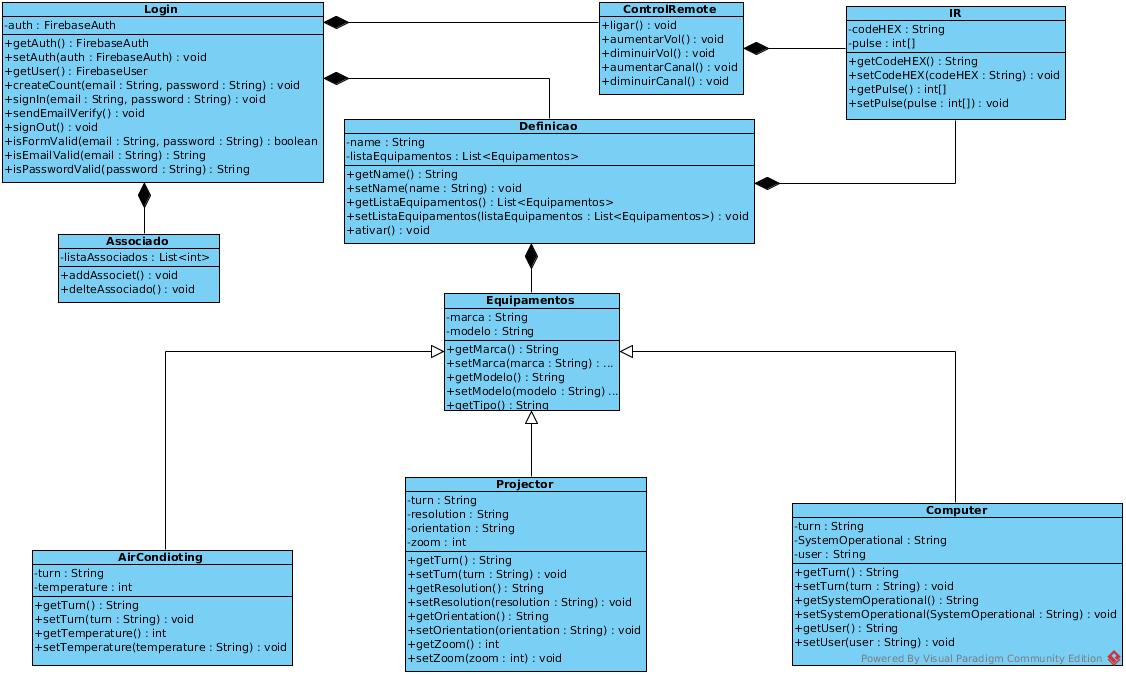 Login
-auth : FirebaseAuth
+getAuth() : FirebaseAuth
+setAuth(auth : FirebaseAuth) : void
+getUser() : FirebaseUser
+createCount(email : String, password : String) : void
+signIn(email : String, password : String) : void
+sendEmailVerify() : void
+signOut() : void
+isFormValid(email : String, password : String) : boolean
+isEmailValid(email : String) : String
+isPasswordValid(password : String) : String
ControlRemote
+ligar() : void
+aumentarVol() : void
+diminuirVol() : void
+aumentarCanal() : void
+diminuirCanal() : void
IR
-codeHEX : String
-pulse : int[]
+getCodeHEX() : String
+setCodeHEX(codeHEX : String) : void
+getPulse() : int[]
+setPulse(pulse : int[]) : void
Definicao
-name : String
-listaEquipamentos : List<Equipamentos>
+getName() : String
+setName(name : String) : void
+getListaEquipamentos() : List<Equipamentos>
+setListaEquipamentos(listaEquipamentos : List<Equipamentos>) : void
+ativar() : void
Associado
-listaAssociados : List<int>
+addAssociet() : void
+delteAssociado() : void
Equipamentos
-marca : String
-modelo : String
+getMarca() : String
+setMarca(marca : String) : ...
+getModelo() : String
+setModelo(modelo : String) ...
+getTipo() : String
AirCondioting
-turn : String
-temperature : int
+getTurn() : String
+setTurn(turn : String) : void
+getTemperature() : int
+setTemperature(temperature : String) : void
Projector
-turn : String
-resolution : String
-orientation : String
-zoom : int
+getTurn() : String
+setTurn(turn : String) : void
+getResolution() : String
+setResolution(resolution : String) : void
+getOrientation() : String
+setOrientation(orientation : String) : void
+getZoom() : int
+setZoom(zoom : int) : void
Computer
-turn : String
-SystemOperational : String
-user : String
+getTurn() : String
+setTurn(turn : String) : void
+getSystemOperational() : String
+setSystemOperational(SystemOperational : String) : void
+getUser() : String
+setUser(user : String) : void
Powered By Visual Paradigm Community Edition